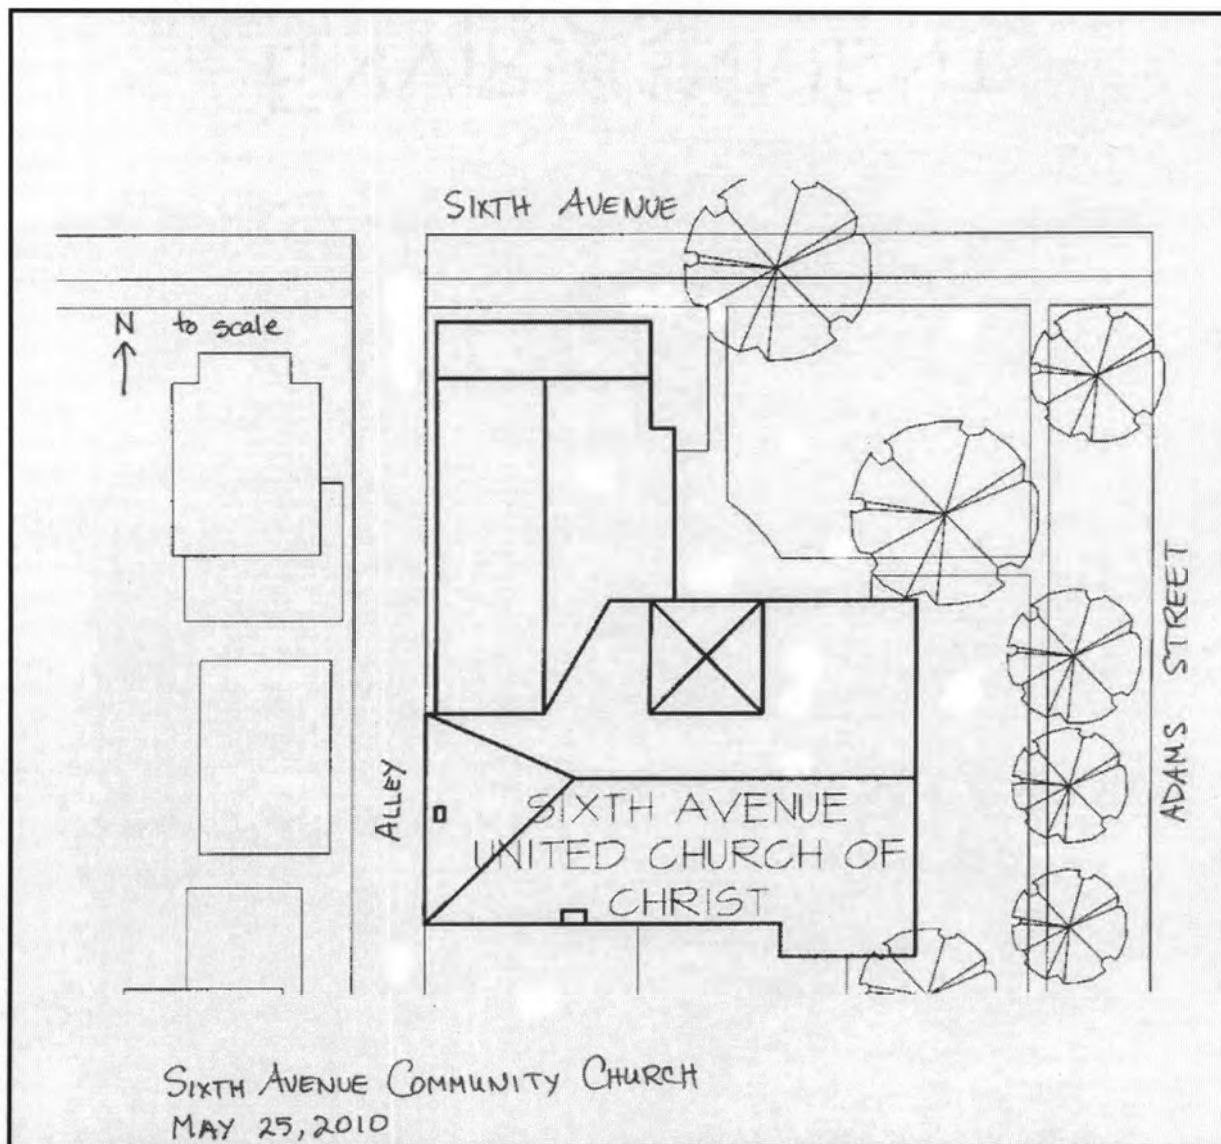 SIXTH AVENUE
N to scale
ADAMS STREET
ALLEY
SIXTH AVENUE
UNITED CHURCH OF
CHRIST
SIXTH AVENUE COMMUNITY CHURCH
MAY 25, 2010